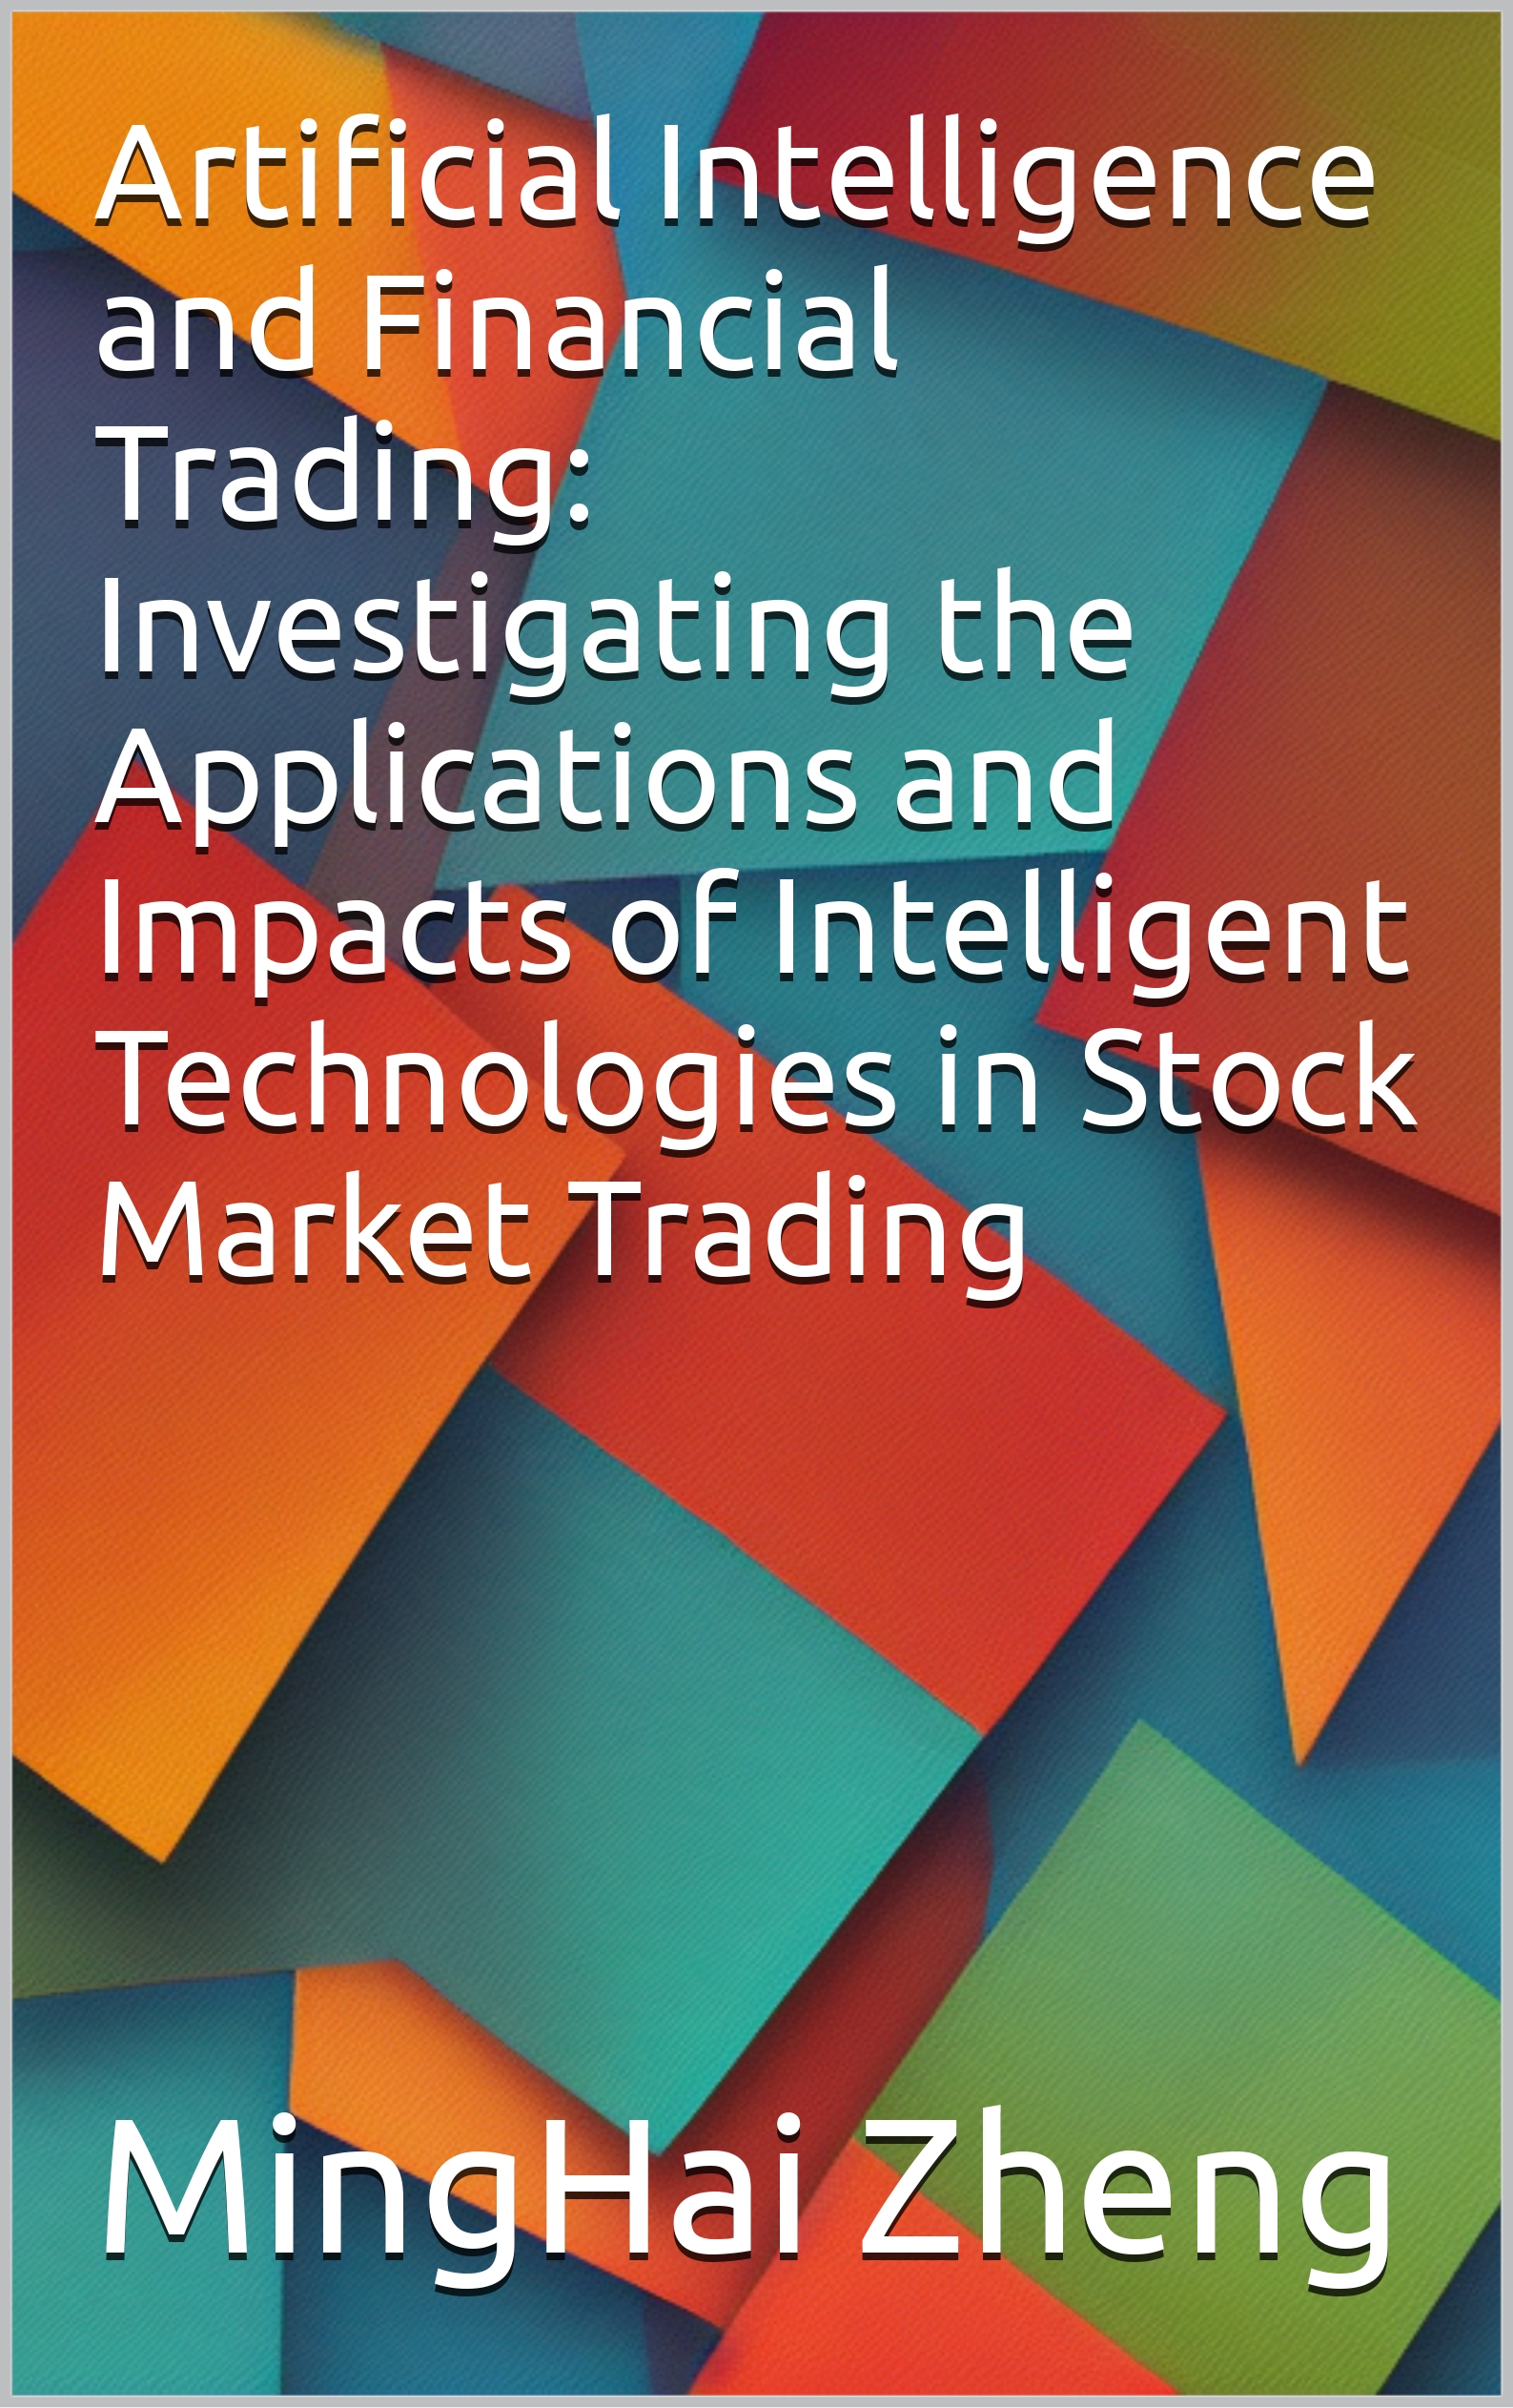 Artificial Intelligence
and Financial
Trading:
Investigating the
Applications and
Impacts of Intelligent
Technologies in Stock
Market Trading
MingHai Zheng